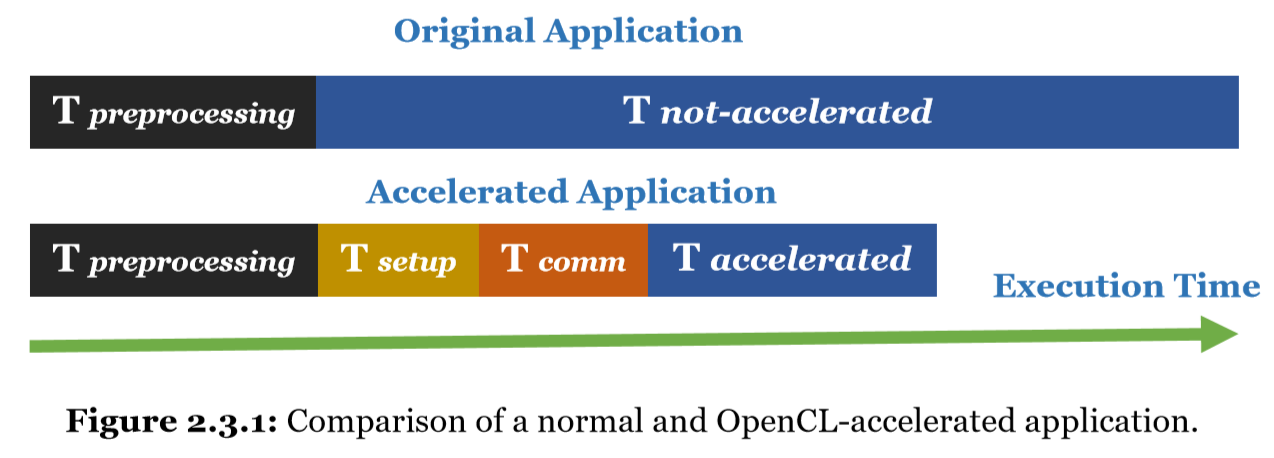 Original Application
T preprocessing T not-accelerated
Accelerated Application
T preprocessing T setup T comm T accelerated
Execution Time
Figure 2.3.1: Comparison of a normal and OpenCL-accelerated application.